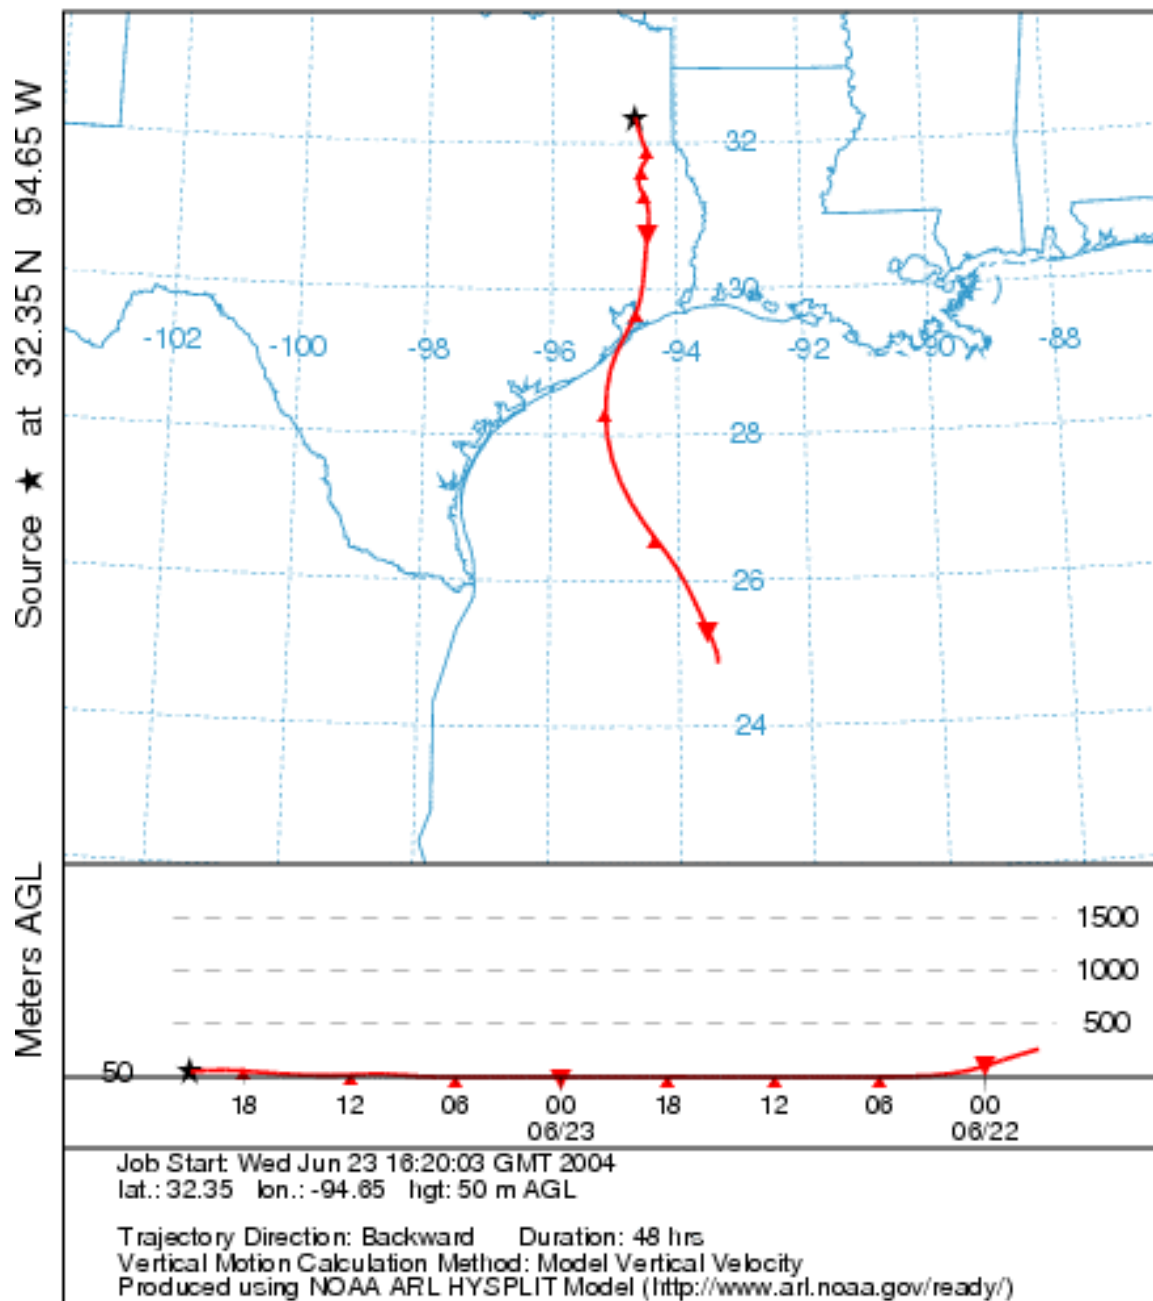 Source ★ at 32.35 N 94.65 W
32
30
-102
-100
-98
-96
-94
-92
-90
-88
28
26
24
Meters AGL
1500
1000
500
50
18 12 06 00 18 12 06 00
06/23 06/22
Job Start: Wed Jun 23 16:20:03 GMT 2004
lat.: 32.35 lon.: -94.65 hgt: 50 m AGL
Trajectory Direction: Backward Duration: 48 hrs
Vertical Motion Calculation Method: Model Vertical Velocity
Produced using NOAA ARL HYSPLIT Model (http://www.arl.noaa.gov/ready/)